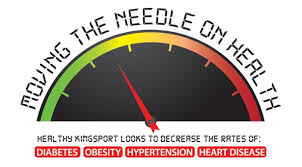 MOVING THE NEEDLE ON HEALTH
HEALTHY KINGSPORT LOOKS TO DECREASE THE RATES OF:
DIABETES OBESITY HYPERTENSION HEART DISEASE